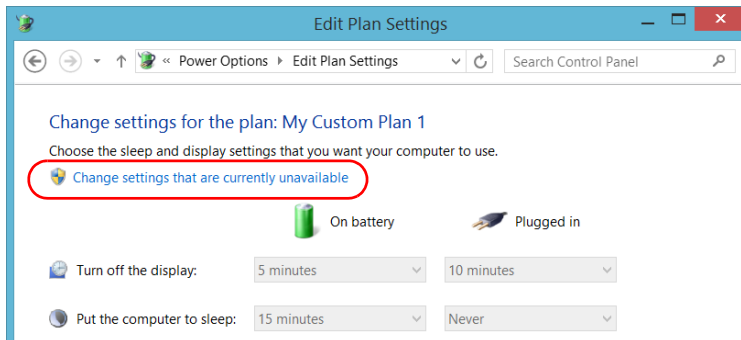 Edit Plan Settings
« Power Options Edit Plan Settings Search Control Panel
Change settings for the plan: My Custom Plan 1
Choose the sleep and display settings that you want your computer to use.
Change settings that are currently unavailable
On battery Plugged in
Turn off the display: 5 minutes 10 minutes
Put the computer to sleep: 15 minutes Never